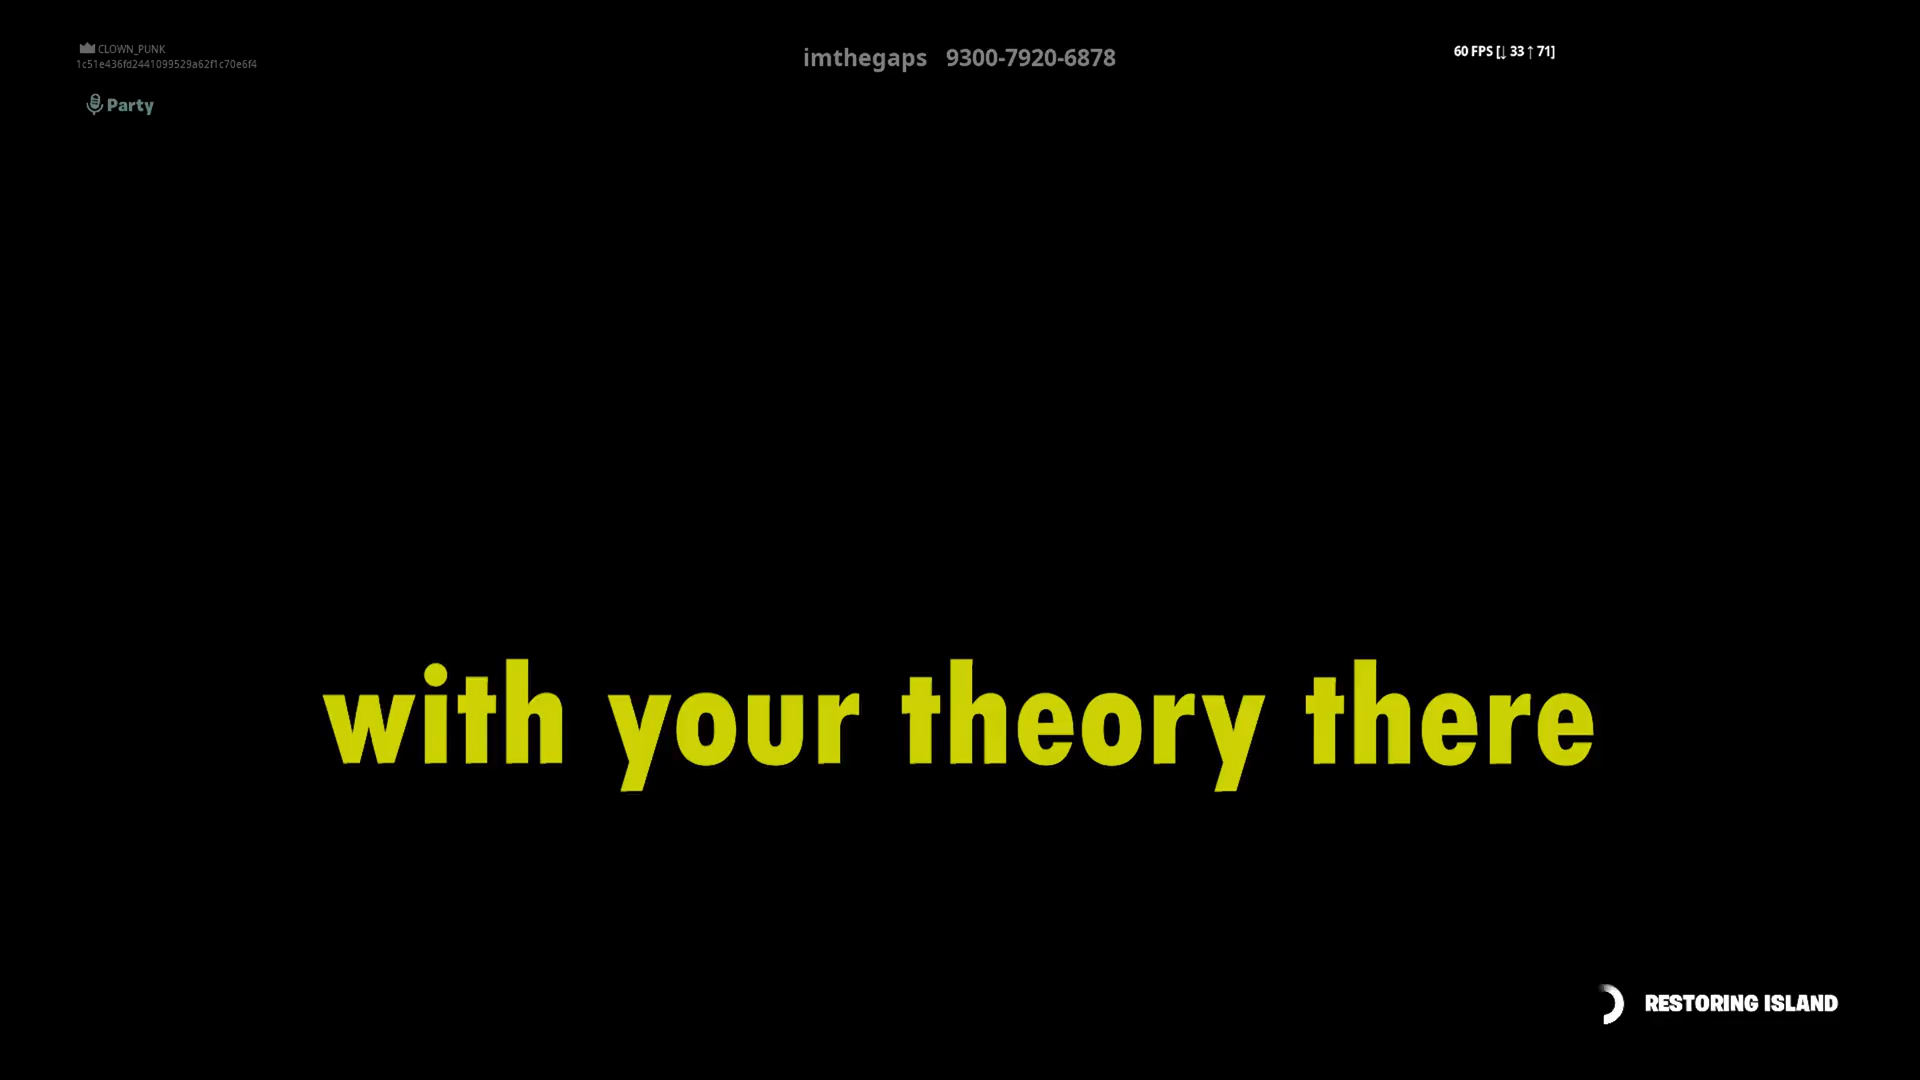 CLOWN_PUNK
1c51e436fd2441099529a62f1c70e6f4
imthegaps 9300-7920-6878
60 FPS [↓ 33 ↑ 71]
Party
with your theory there
RESTORING ISLAND